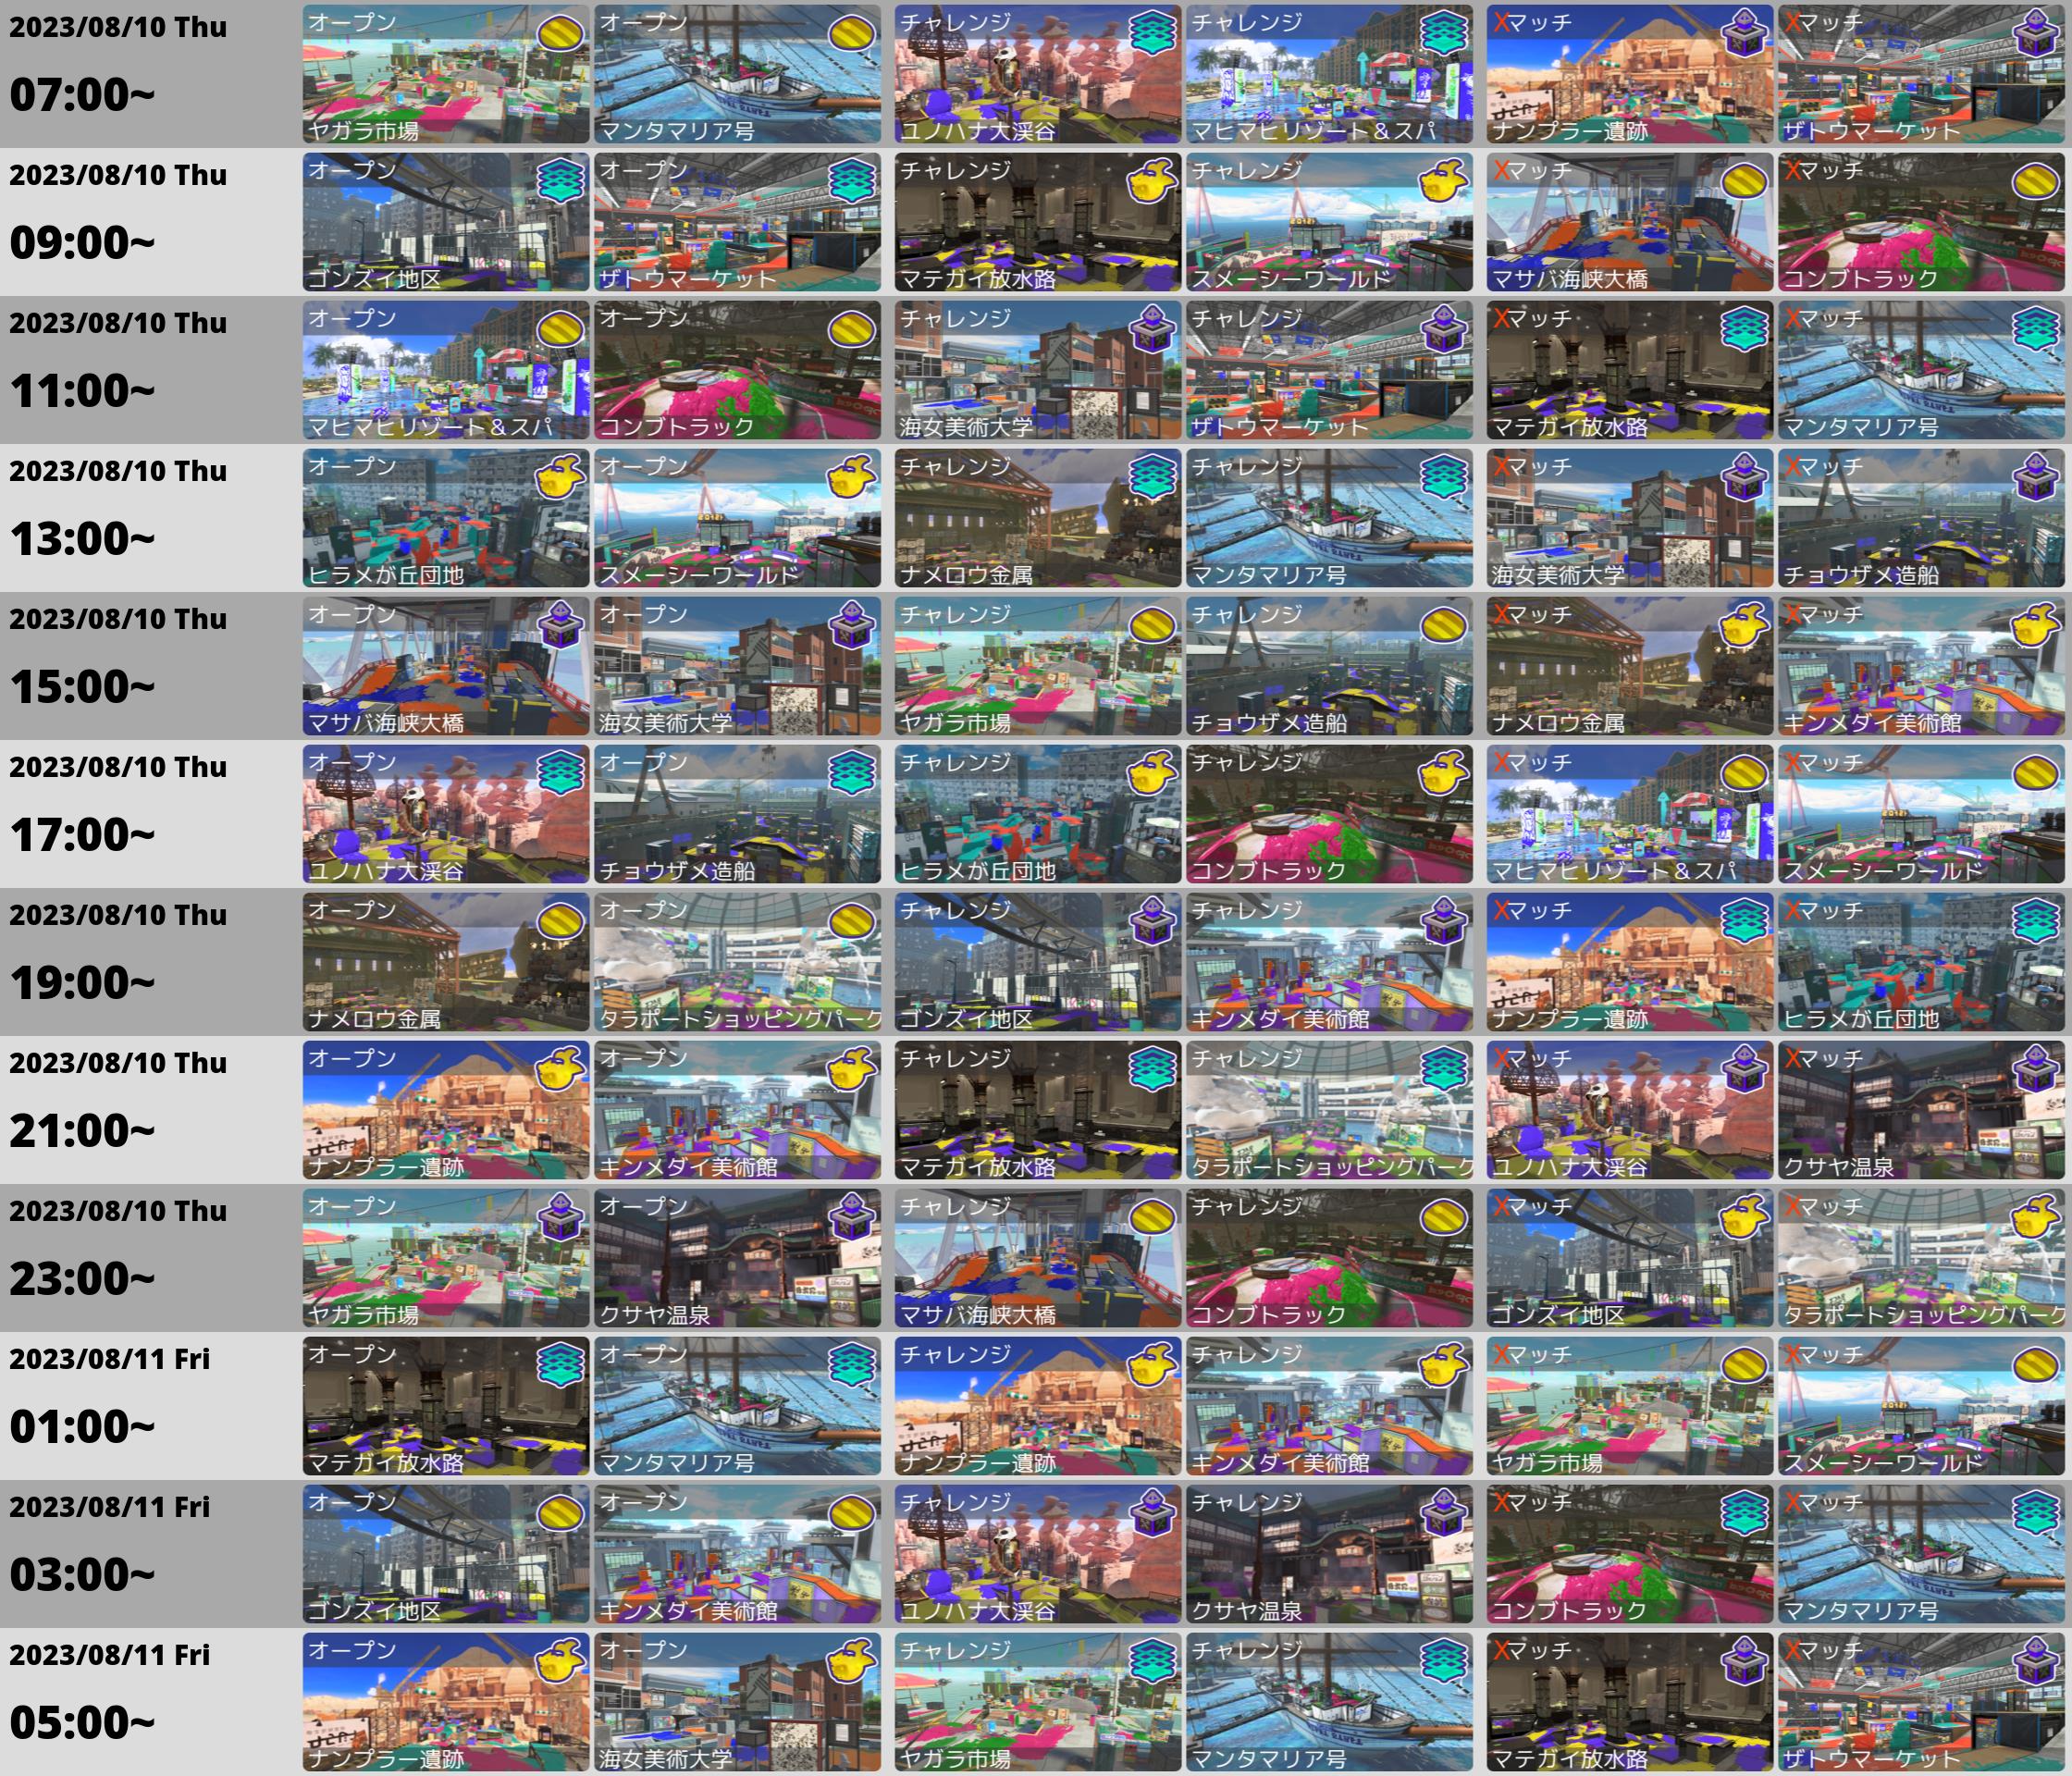 2023/08/10 Thu
07:00~
オープン オープン チャレンジ チャレンジ Xマッチ Xマッチ
ヤガラ市場 マンタマリア号 ユノハナ大渓谷 マヒマヒリゾート＆スパ ナンプラー遺跡 ザトウマーケット
2023/08/10 Thu
09:00~
オープン オープン チャレンジ チャレンジ Xマッチ Xマッチ
ゴンズイ地区 ザトウマーケット マテガイ放水路 スメーシーワールド マサバ海峡大橋 コンブトラック
2023/08/10 Thu
11:00~
オープン オープン チャレンジ チャレンジ Xマッチ Xマッチ
マヒマヒリゾート＆スパ コンブトラック 海女美術大学 ザトウマーケット マテガイ放水路 マンタマリア号
2023/08/10 Thu
13:00~
オープン オープン チャレンジ チャレンジ Xマッチ Xマッチ
ヒラメが丘団地 スメーシーワールド ナメロウ金属 マンタマリア号 海女美術大学 チョウザメ造船
2023/08/10 Thu
15:00~
オープン オープン チャレンジ チャレンジ Xマッチ Xマッチ
マサバ海峡大橋 海女美術大学 ヤガラ市場 チョウザメ造船 ナメロウ金属 キンメダイ美術館
2023/08/10 Thu
17:00~
オープン オープン チャレンジ チャレンジ Xマッチ Xマッチ
ユノハナ大渓谷 チョウザメ造船 ヒラメが丘団地 コンブトラック マヒマヒリゾート＆スパ スメーシーワールド
2023/08/10 Thu
19:00~
オープン オープン チャレンジ チャレンジ Xマッチ Xマッチ
ナメロウ金属 タラポートショッピングパーク ゴンズイ地区 キンメダイ美術館 ナンプラー遺跡 ヒラメが丘団地
2023/08/10 Thu
21:00~
オープン オープン チャレンジ チャレンジ Xマッチ Xマッチ
ナンプラー遺跡 キンメダイ美術館 マテガイ放水路 タラポートショッピングパーク ユノハナ大渓谷 クサヤ温泉
2023/08/10 Thu
23:00~
オープン オープン チャレンジ チャレンジ Xマッチ Xマッチ
ヤガラ市場 クサヤ温泉 マサバ海峡大橋 コンブトラック ゴンズイ地区 タラポートショッピングパーク
2023/08/11 Fri
01:00~
オープン オープン チャレンジ チャレンジ Xマッチ Xマッチ
マテガイ放水路 マンタマリア号 ナンプラー遺跡 キンメダイ美術館 ヤガラ市場 スメーシーワールド
2023/08/11 Fri
03:00~
オープン オープン チャレンジ チャレンジ Xマッチ Xマッチ
ゴンズイ地区 キンメダイ美術館 ユノハナ大渓谷 クサヤ温泉 コンブトラック マンタマリア号
2023/08/11 Fri
05:00~
オープン オープン チャレンジ チャレンジ Xマッチ Xマッチ
ナンプラー遺跡 海女美術大学 ヤガラ市場 マンタマリア号 マテガイ放水路 ザトウマーケット